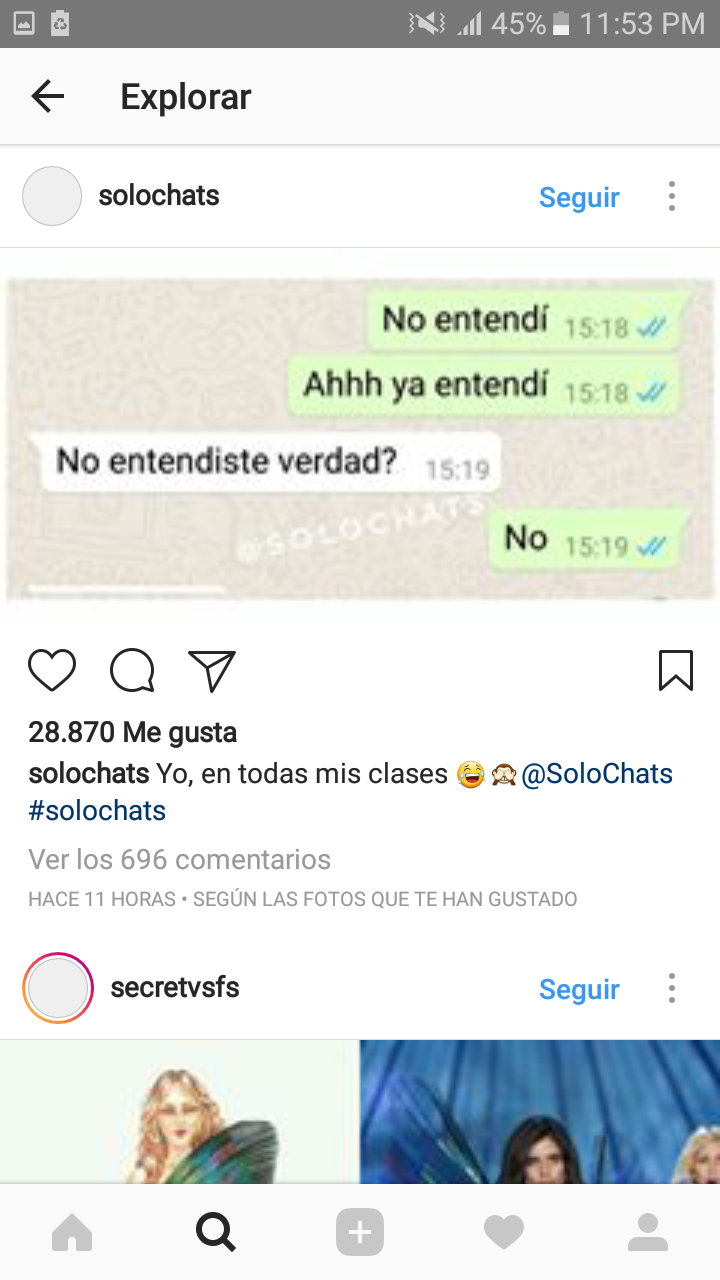 45% 11:53 PM
Explorar
solochats Seguir
No entendí 15:18
Ahhh ya entendí 15:18
No entendiste verdad? 15:19
@SOLOCHATS
No 15:19
28.870 Me gusta
solochats Yo, en todas mis clases 😂🙈@SoloChats
#solochats
Ver los 696 comentarios
HACE 11 HORAS • SEGÚN LAS FOTOS QUE TE HAN GUSTADO
secretvsfs Seguir